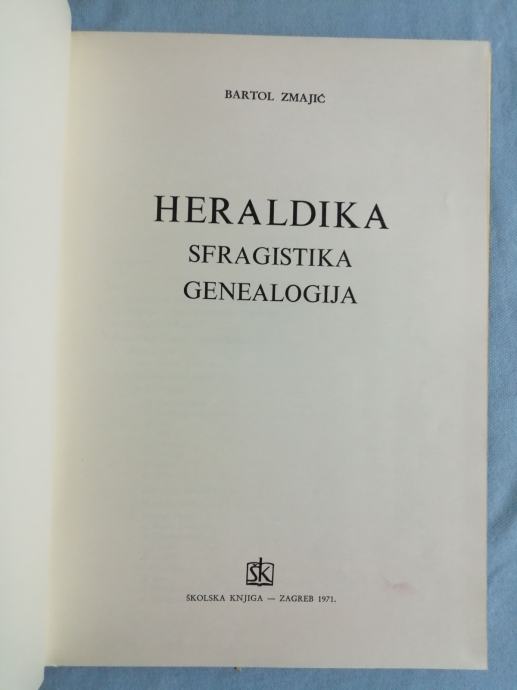 BARTOL ZMAJIĆ
HERALDIKA
SFRAGISTIKA
GENEALOGIJA
ŠK
ŠKOLSKA KNJIGA — ZAGREB 1971.